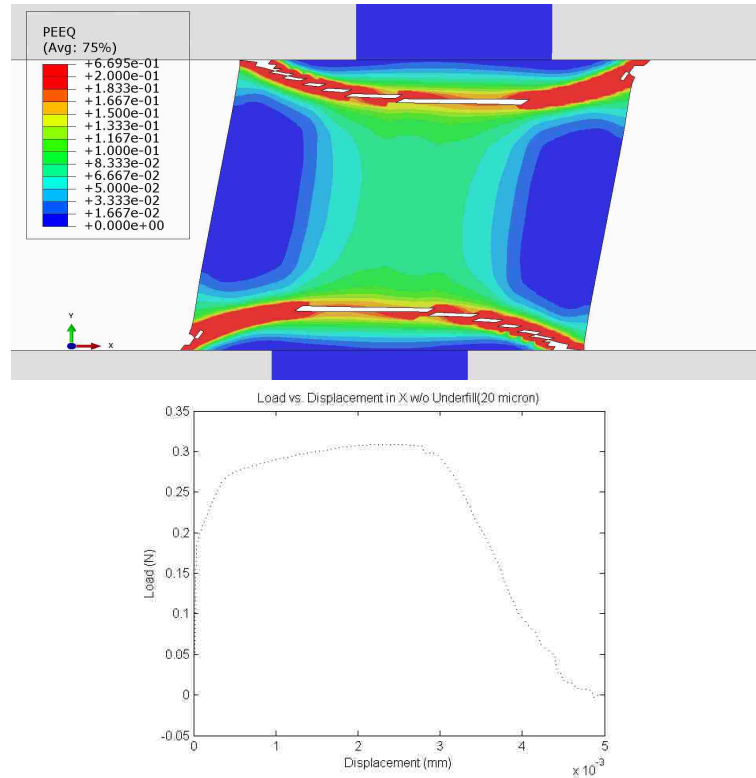 PEEQ
(Avg: 75%)
+6.695e-01
+2.000e-01
+1.833e-01
+1.667e-01
+1.500e-01
+1.333e-01
+1.167e-01
+1.000e-01
+8.333e-02
+6.667e-02
+5.000e-02
+3.333e-02
+1.667e-02
+0.000e+00
Y
X
Load vs. Displacement in X w/o Underfill(20 micron)
0.35
0.3
0.25
0.2
0.15
0.1
0.05
0
-0.05
Load (N)
0 1 2 3 4 5
Displacement (mm)
x 10⁻³